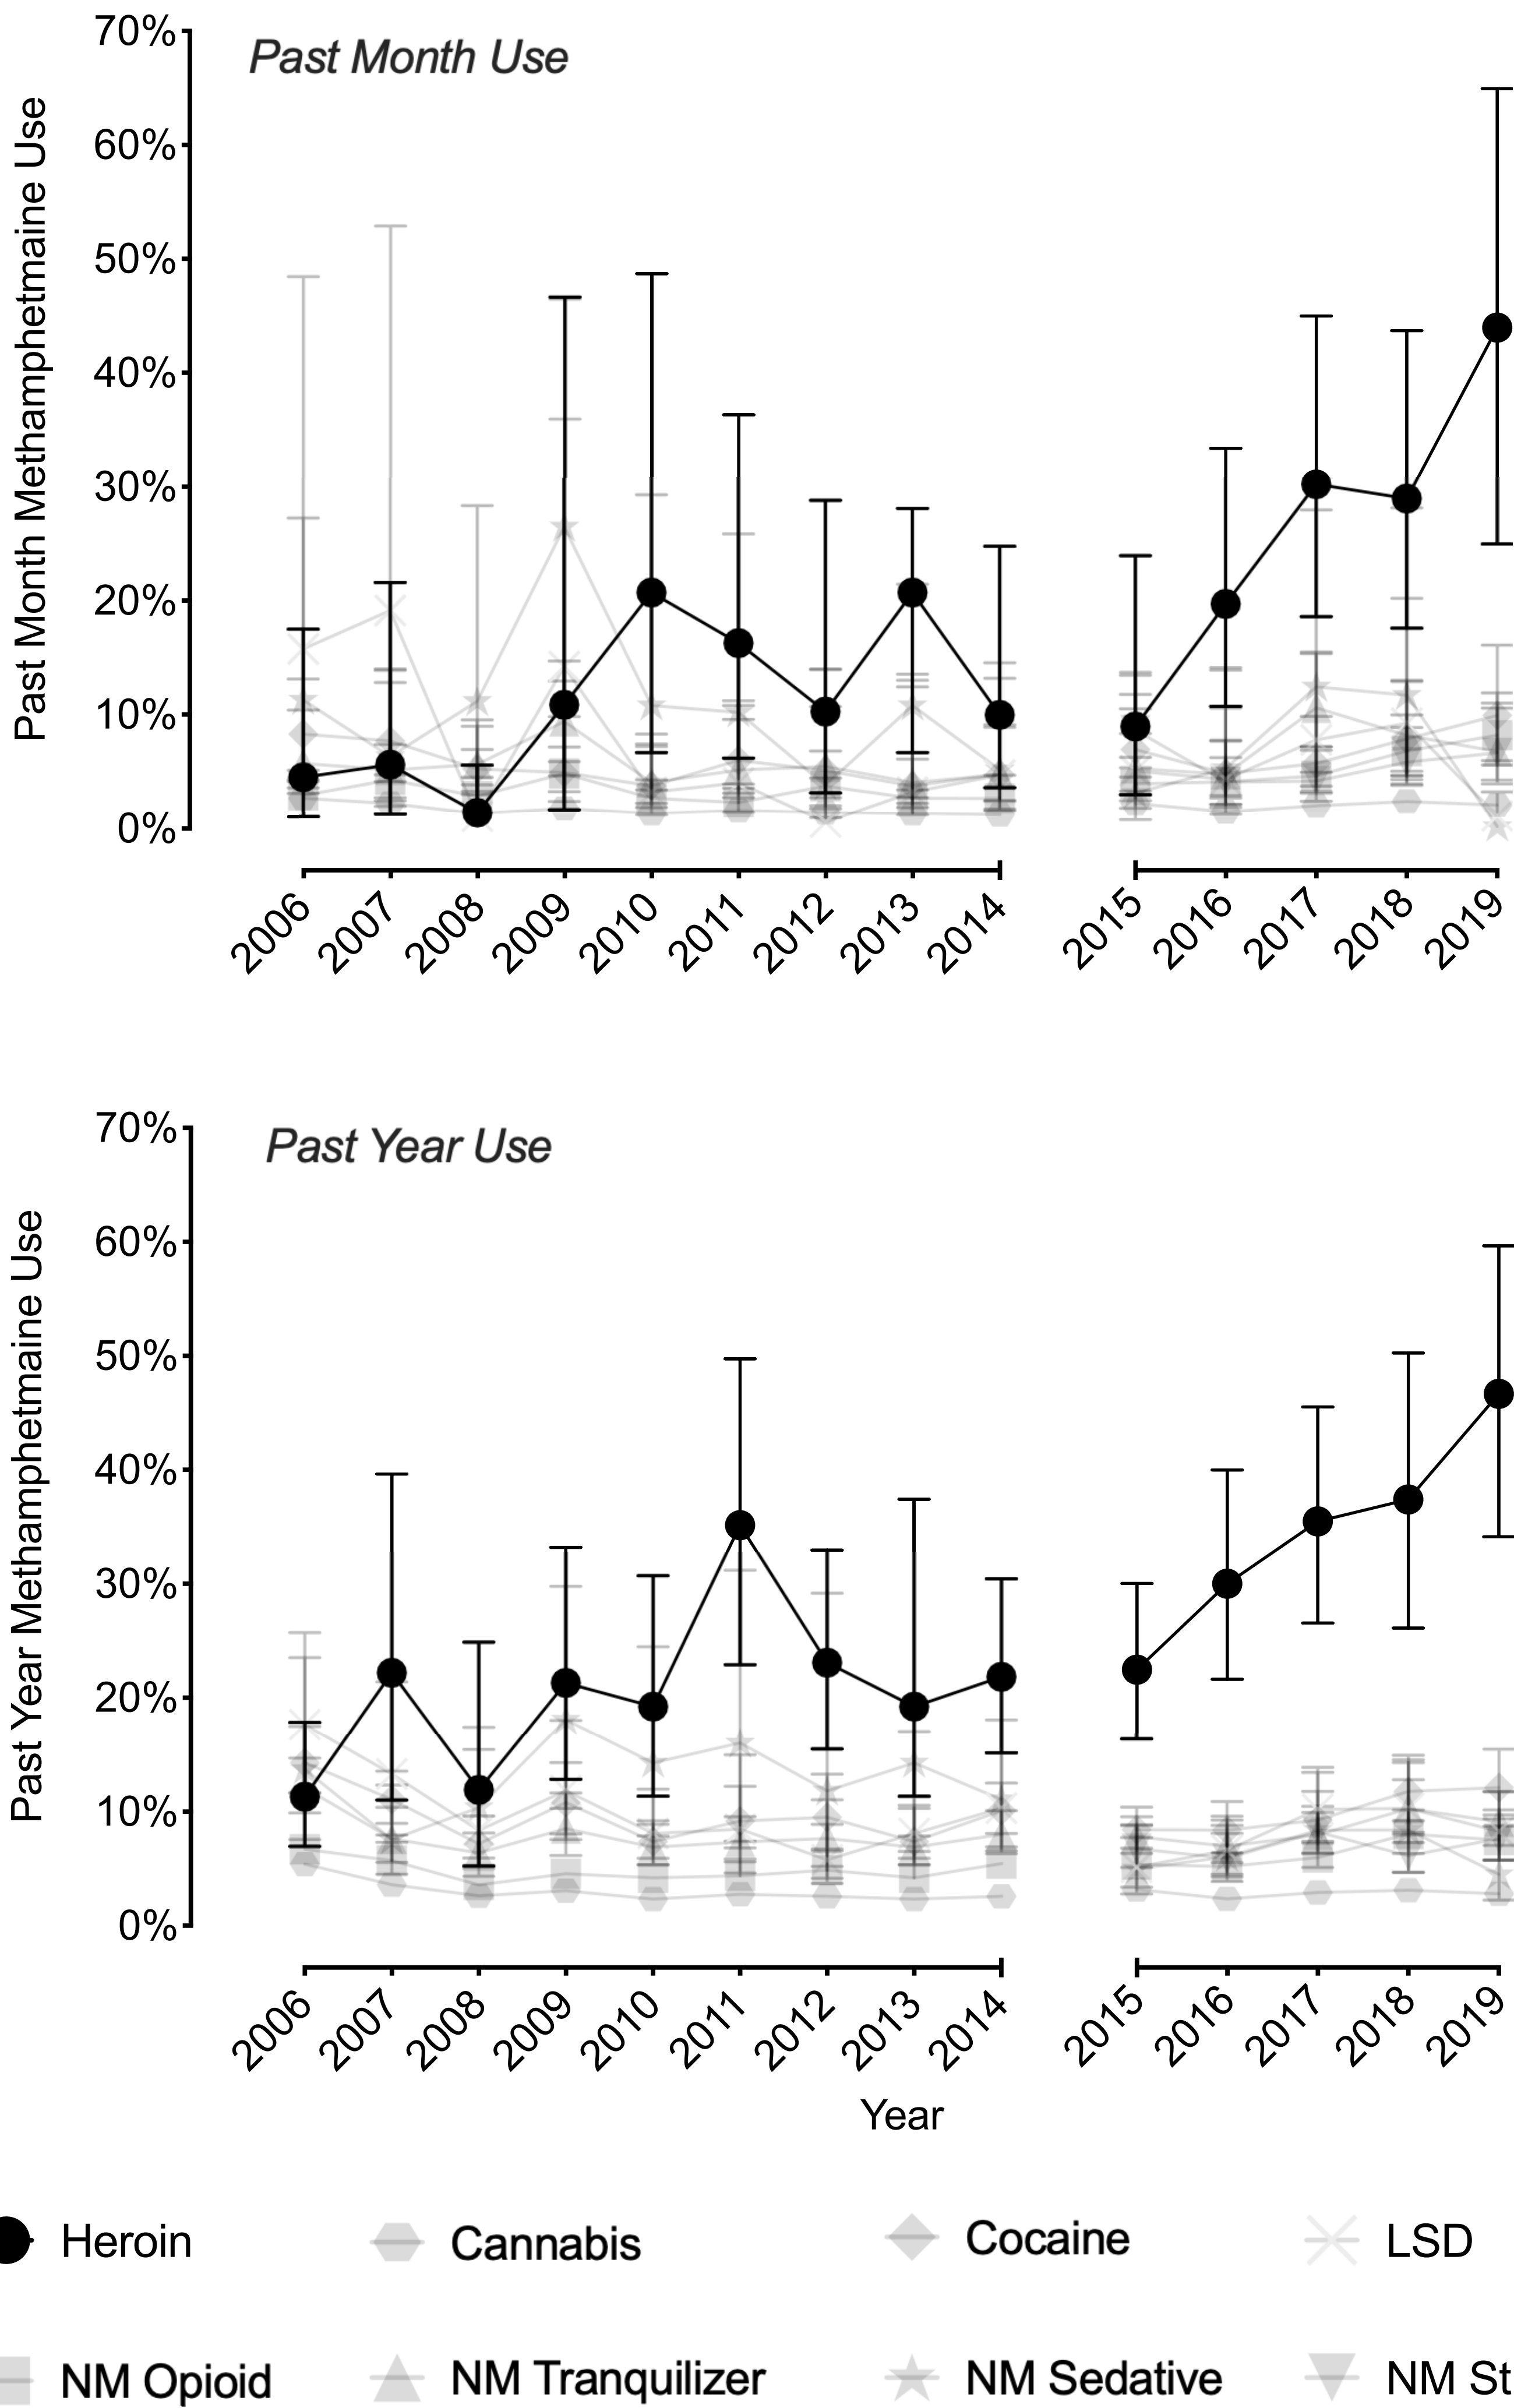 70%
Past Month Use
60%
50%
40%
30%
20%
10%
0%
Past Month Methamphetmaine Use
2006 2007 2008 2009 2010 2011 2012 2013 2014 2015 2016 2017 2018 2019
70%
Past Year Use
60%
50%
40%
30%
20%
10%
0%
Past Year Methamphetmaine Use
2006 2007 2008 2009 2010 2011 2012 2013 2014 2015 2016 2017 2018 2019
Year
Heroin Cannabis Cocaine LSD
NM Opioid NM Tranquilizer NM Sedative NM St